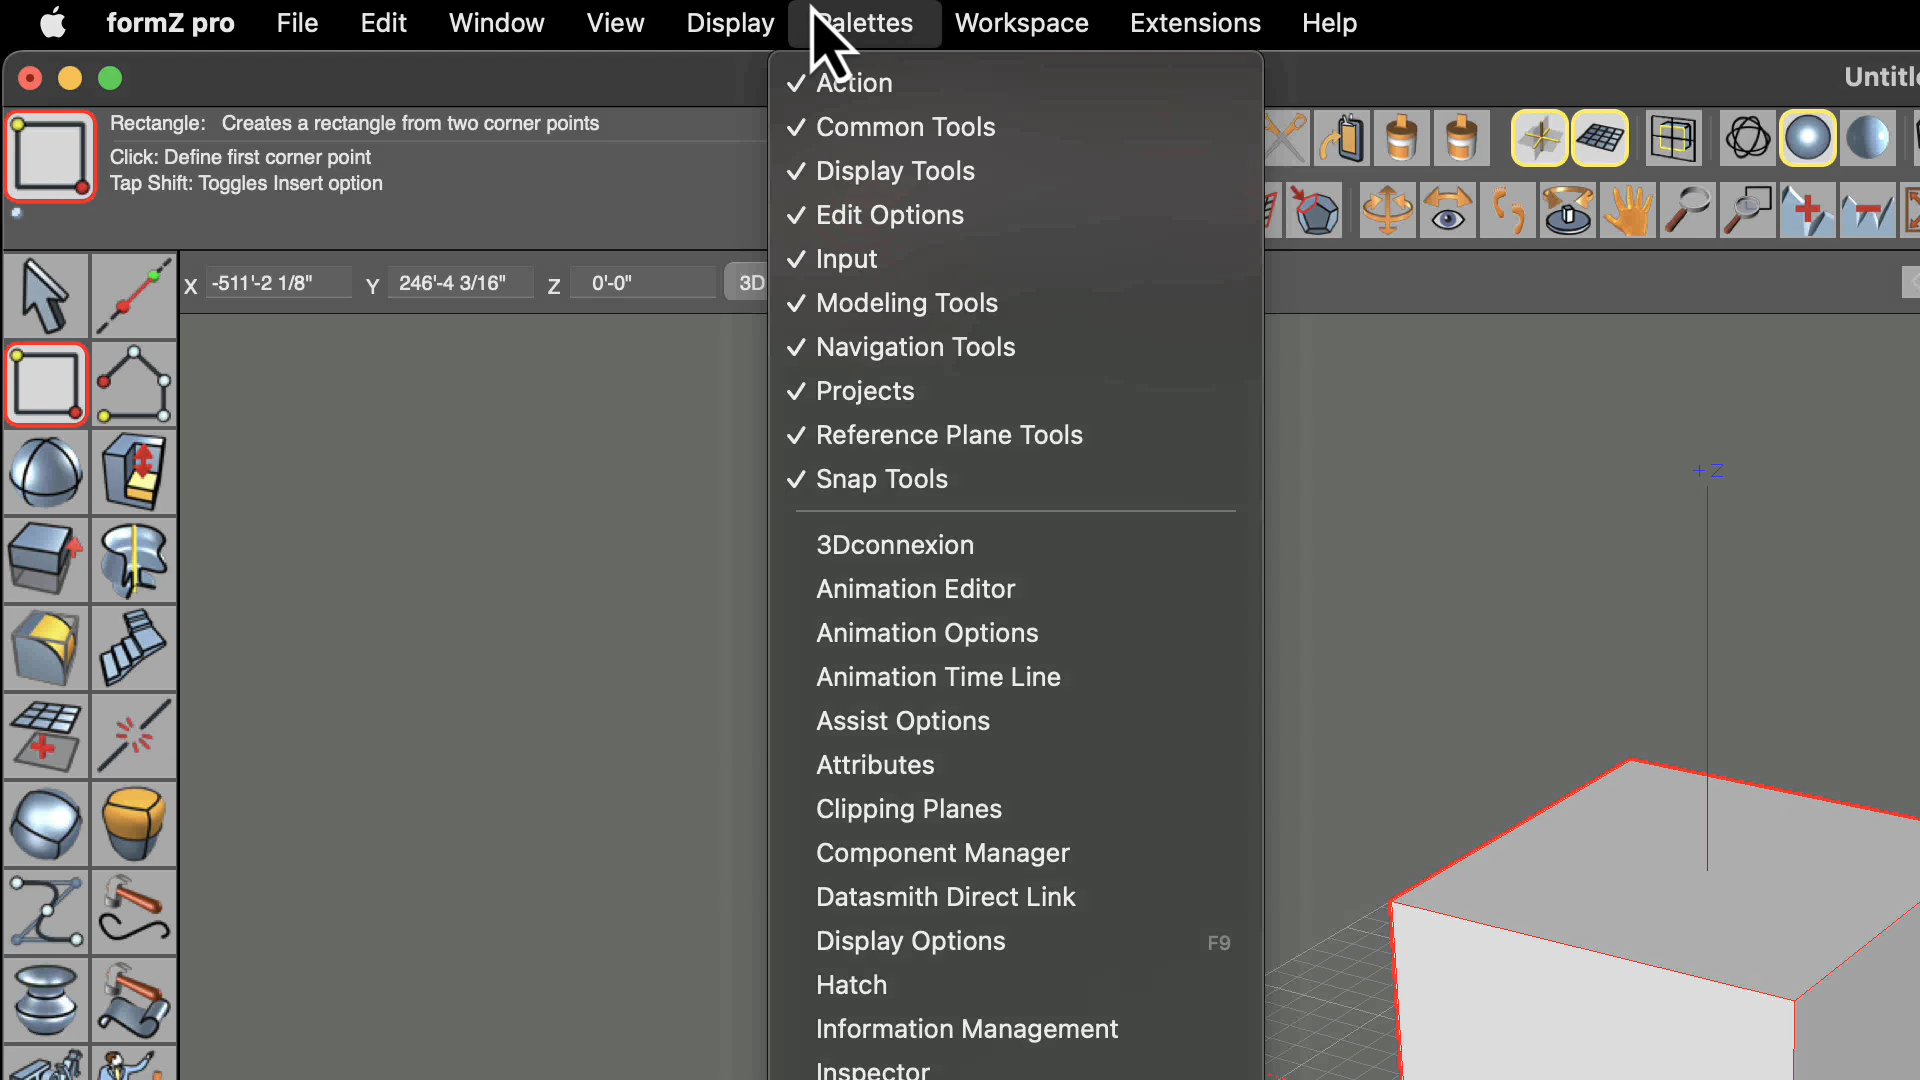 formZ pro File Edit Window View Display Palettes Workspace Extensions Help
Rectangle: Creates a rectangle from two corner points
Click: Define first corner point
Tap Shift: Toggles Insert option
X -511'-2 1/8" Y 246'-4 3/16" Z 0'-0" 3D
✓ Action
✓ Common Tools
✓ Display Tools
✓ Edit Options
✓ Input
✓ Modeling Tools
✓ Navigation Tools
✓ Projects
✓ Reference Plane Tools
✓ Snap Tools
3Dconnexion
Animation Editor
Animation Options
Animation Time Line
Assist Options
Attributes
Clipping Planes
Component Manager
Datasmith Direct Link
Display Options F9
Hatch
Information Management
Inspector
+Z